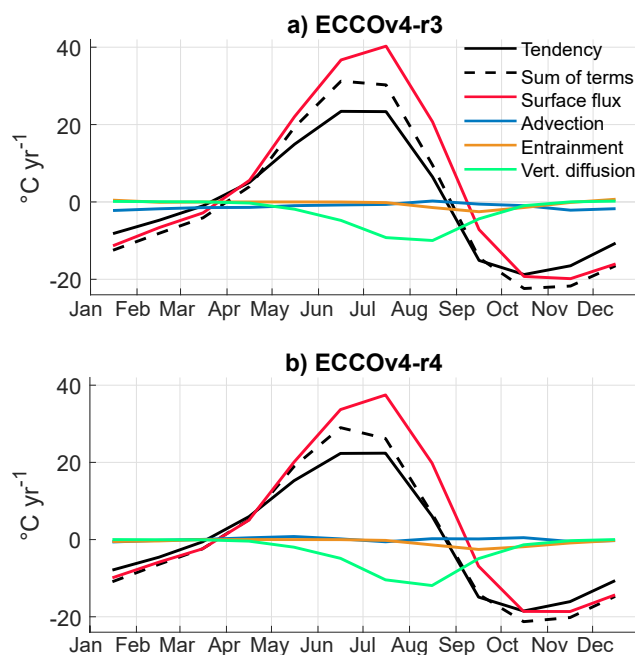 a) ECCOv4-r3
40
20
0
-20
°C yr-1
Tendency
Sum of terms
Surface flux
Advection
Entrainment
Vert. diffusion
Jan Feb Mar Apr May Jun Jul Aug Sep Oct Nov Dec
b) ECCOv4-r4
40
20
0
-20
°C yr-1
Jan Feb Mar Apr May Jun Jul Aug Sep Oct Nov Dec